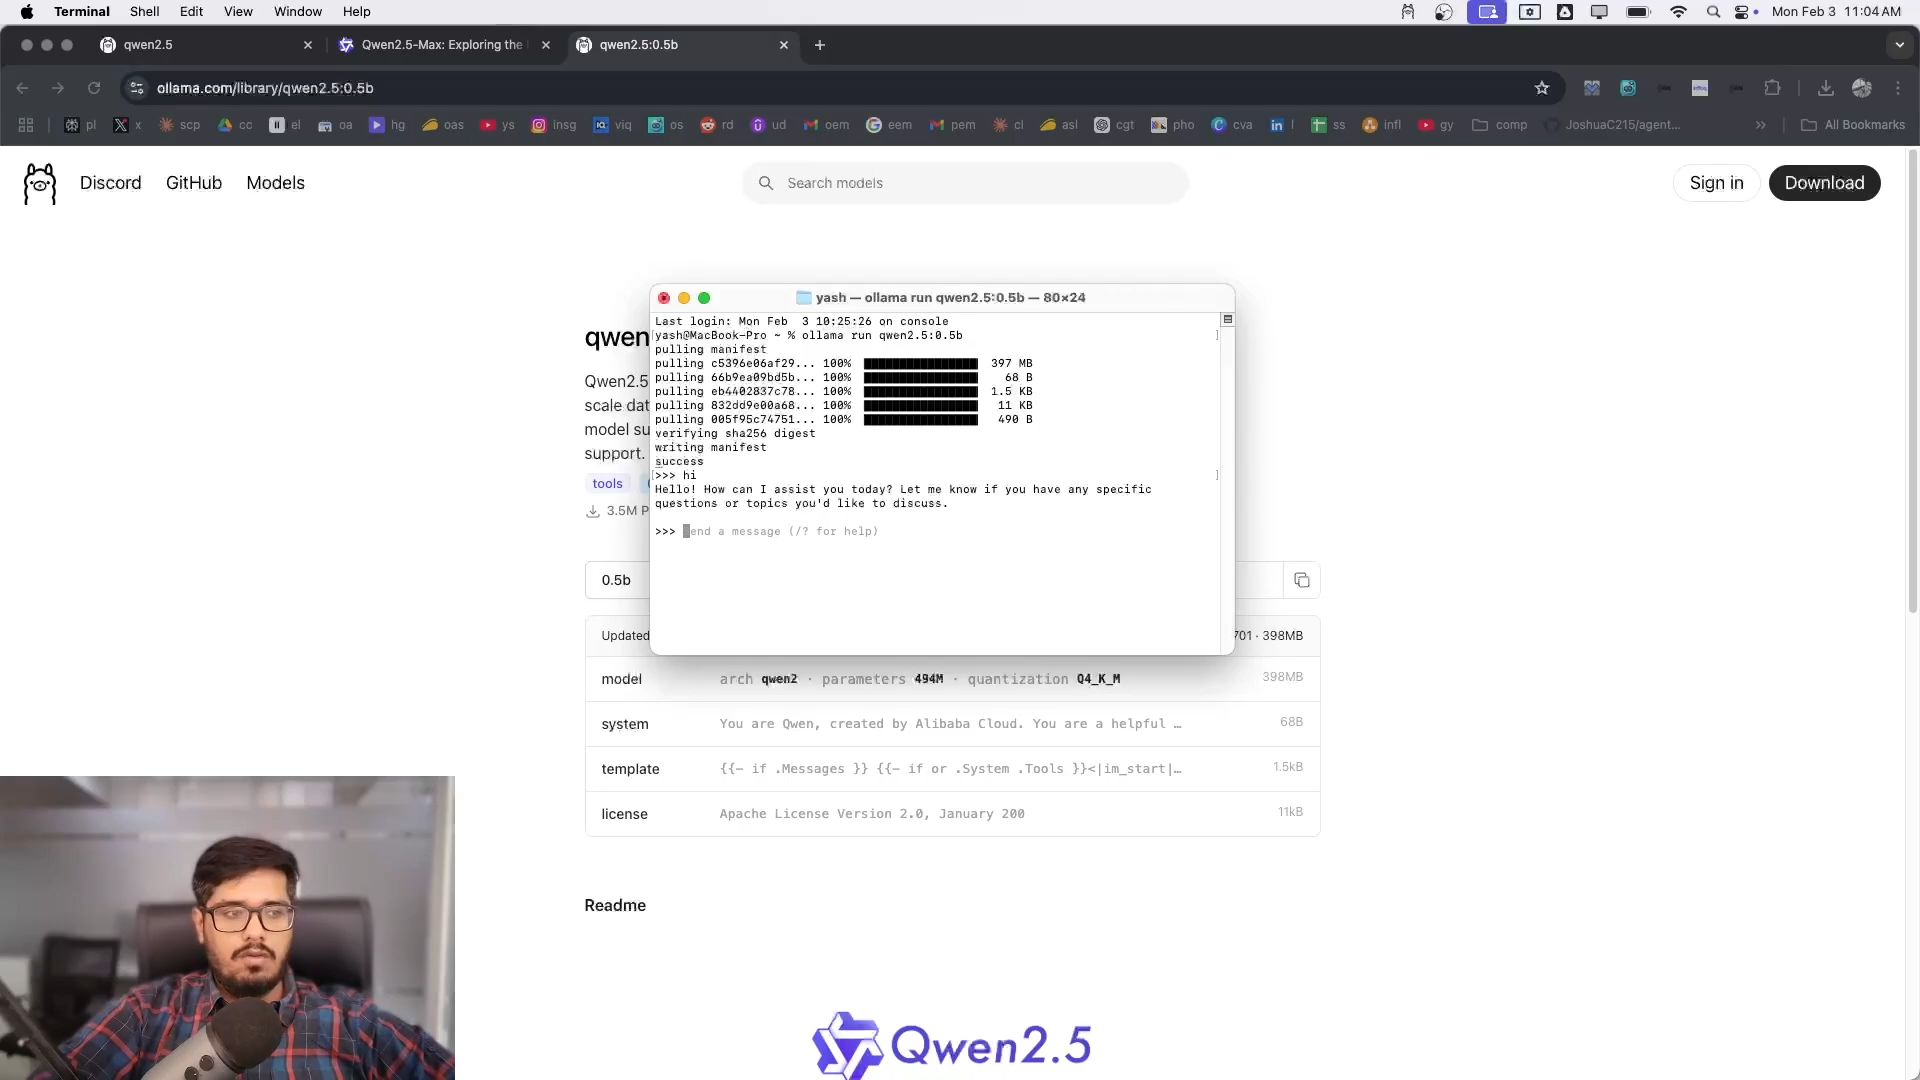 Terminal Shell Edit View Window Help Mon Feb 3 11:04 AM
qwen2.5 Qwen2.5-Max: Exploring the qwen2.5:0.5b
ollama.com/library/qwen2.5:0.5b
pl x scp cc el oa hg oas ys insg viq os rd ud oem eem pem cl asl cgt pho cva l ss infl gy comp JoshuaC215/agent... All Bookmarks
Discord GitHub Models Search models Sign in Download
yash — ollama run qwen2.5:0.5b — 80×24
Last login: Mon Feb 3 10:25:26 on console
yash@MacBook-Pro ~ % ollama run qwen2.5:0.5b
pulling manifest
pulling c5396e06af29... 100% 397 MB
pulling 66b9ea09bd5b... 100% 68 B
pulling eb4402837c78... 100% 1.5 KB
pulling 832dd9e00a68... 100% 11 KB
pulling 005f95c74751... 100% 490 B
verifying sha256 digest
writing manifest
success
>>> hi
Hello! How can I assist you today? Let me know if you have any specific
questions or topics you'd like to discuss.
>>> end a message (/? for help)
qwen
Qwen2.5
scale dat
model su
support.
tools
3.5M P
0.5b
Updated 701 · 398MB
model arch qwen2 · parameters 494M · quantization Q4_K_M 398MB
system You are Qwen, created by Alibaba Cloud. You are a helpful … 68B
template {{- if .Messages }} {{- if or .System .Tools }}<|im_start|… 1.5kB
license Apache License Version 2.0, January 200 11kB
Readme
Qwen2.5